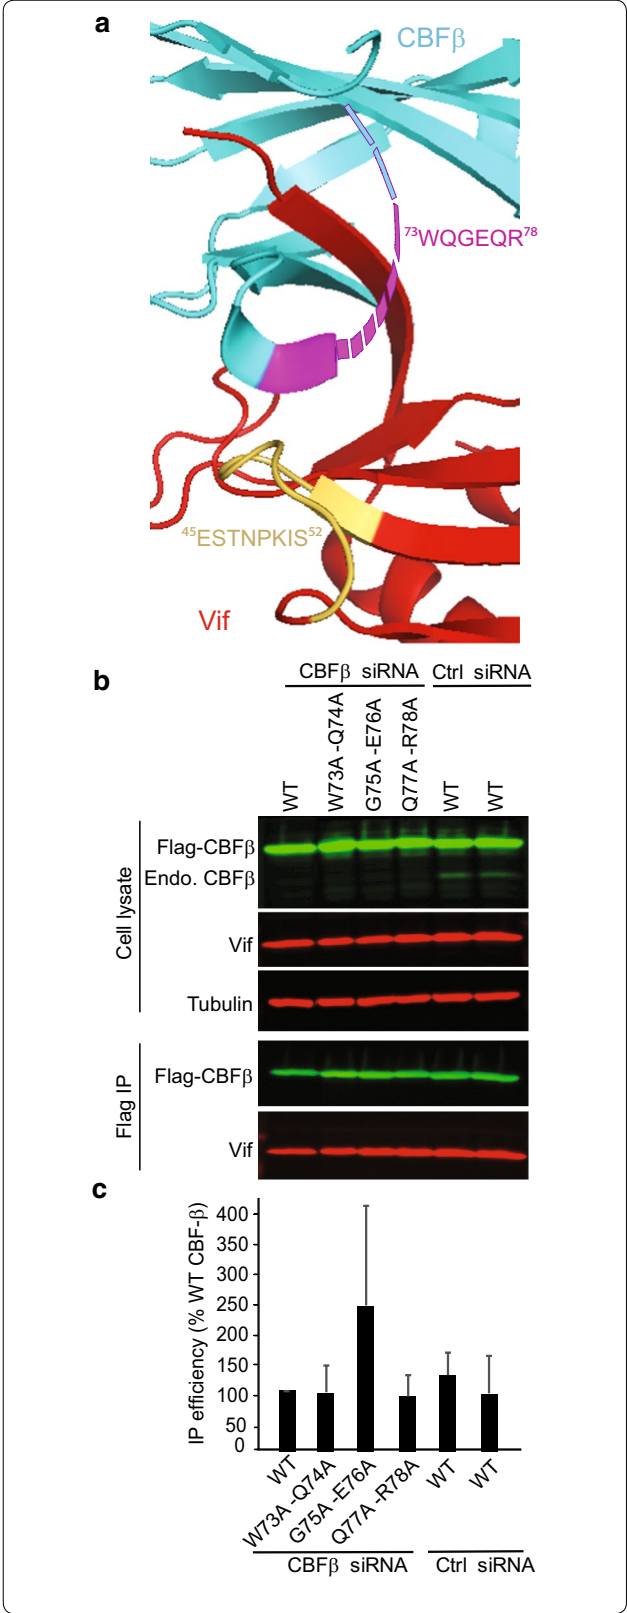 a
CBFβ
⁷³WQGEQR⁷⁸
⁴⁵ESTNPKIS⁵²
Vif
b
CBFβ siRNA
Ctrl siRNA
WT
W73A -Q74A
G75A -E76A
Q77A -R78A
WT
WT
Cell lysate
Flag-CBFβ
Endo. CBFβ
Vif
Tubulin
Flag IP
Flag-CBFβ
Vif
c
IP efficiency (% WT CBF-β)
400
350
300
250
200
150
100
50
0
WT
W73A -Q74A
G75A -E76A
Q77A -R78A
WT
WT
CBFβ siRNA
Ctrl siRNA